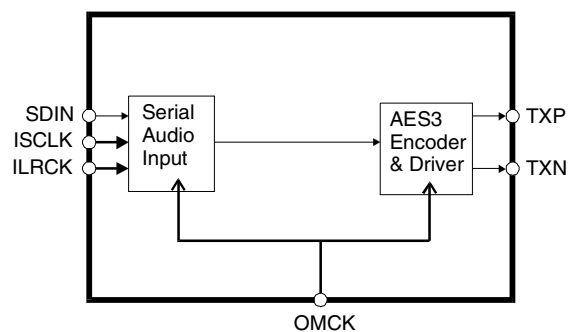 SDIN
ISCLK
ILRCK
Serial
Audio
Input
AES3
Encoder
& Driver
TXP
TXN
OMCK